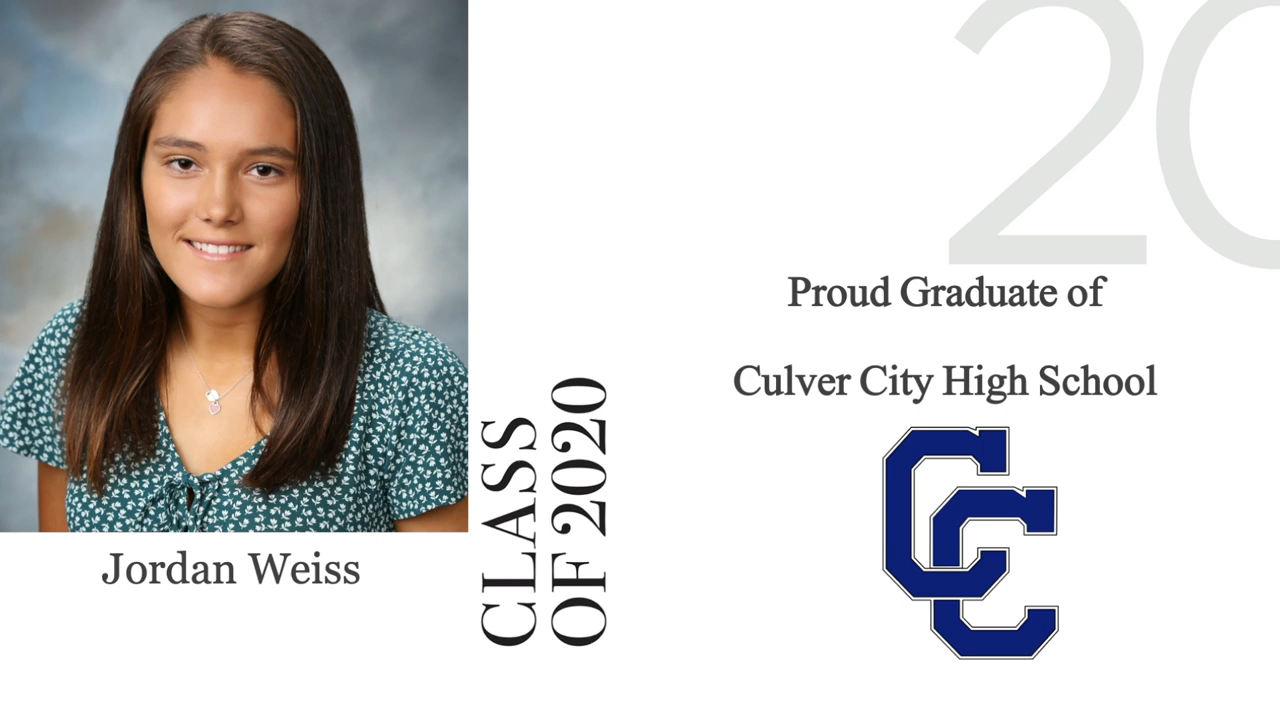 Jordan Weiss
CLASS
OF 2020
20
Proud Graduate of
Culver City High School
CC